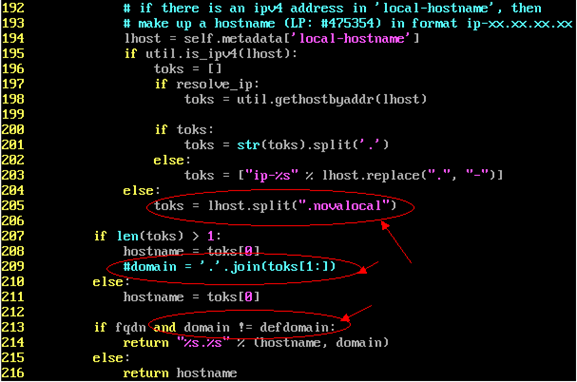 192             # if there is an ipv4 address in 'local-hostname', then
193             # make up a hostname (LP: #475354) in format ip-xx.xx.xx.xx
194             lhost = self.metadata['local-hostname']
195             if util.is_ipv4(lhost):
196                 toks = []
197                 if resolve_ip:
198                     toks = util.gethostbyaddr(lhost)
199
200                 if toks:
201                     toks = str(toks).split('.')
202                 else:
203                     toks = ["ip-%s" % lhost.replace(".", "-")]
204             else:
205                 toks = lhost.split(".novalocal")
206
207         if len(toks) > 1:
208             hostname = toks[0]
209             #domain = '.'.join(toks[1:])
210         else:
211             hostname = toks[0]
212
213         if fqdn and domain != defdomain:
214             return "%s.%s" % (hostname, domain)
215         else:
216             return hostname